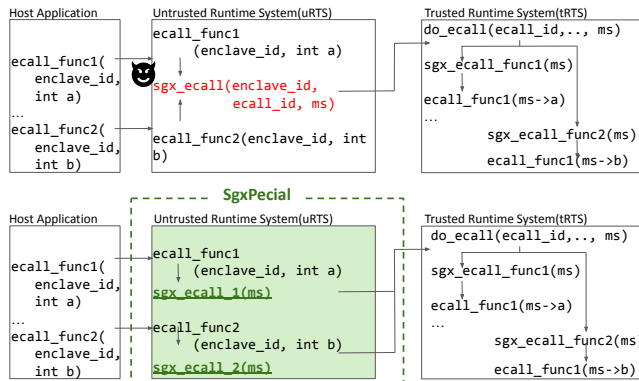 Host Application
ecall_func1(
enclave_id,
int a)
...
ecall_func2(
enclave_id,
int b)
Untrusted Runtime System(uRTS)
ecall_func1
(enclave_id, int a)
sgx_ecall(enclave_id,
ecall_id, ms)
ecall_func2(enclave_id, int
b)
Trusted Runtime System(tRTS)
do_ecall(ecall_id,.., ms)
sgx_ecall_func1(ms)
ecall_func1(ms->a)
...
sgx_ecall_func2(ms)
ecall_func1(ms->b)
SgxPecial
Host Application
ecall_func1(
enclave_id,
int a)
...
ecall_func2(
enclave_id,
int b)
Untrusted Runtime System(uRTS)
ecall_func1
(enclave_id, int a)
sgx_ecall_1(ms)
ecall_func2
(enclave_id, int b)
sgx_ecall_2(ms)
Trusted Runtime System(tRTS)
do_ecall(ecall_id,.., ms)
sgx_ecall_func1(ms)
ecall_func1(ms->a)
...
sgx_ecall_func2(ms)
ecall_func1(ms->b)